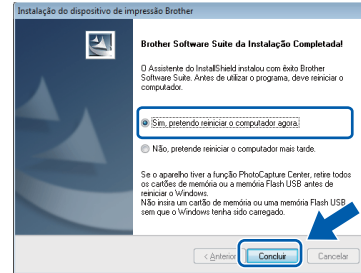 Instalação do dispositivo de impressão Brother
Brother Software Suite da Instalação Completada!
O Assistente do InstallShield instalou com êxito Brother
Software Suite. Antes de utilizar o programa, deve reiniciar o
computador.
Sim, pretendo reiniciar o computador agora.
Não, pretende reiniciar o computador mais tarde.
Se o aparelho tiver a função PhotoCapture Center, retire todos
os cartões de memória ou a memória Flash USB antes de
reiniciar o Windows.
Não insira um cartão de memória ou uma memória Flash USB
sem que o Windows tenha sido carregado.
< Anterior Concluir Cancelar